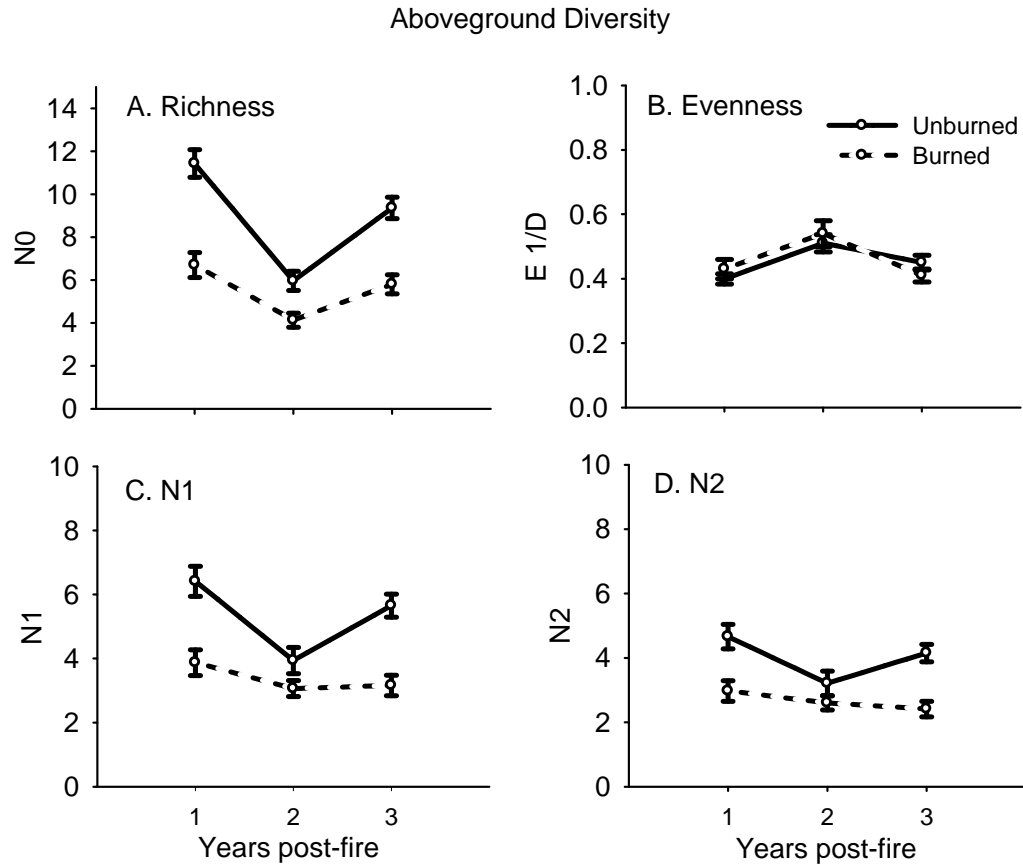 Aboveground Diversity
A. Richness
N0
14
12
10
8
6
4
2
0
B. Evenness
Unburned
Burned
E 1/D
1.0
0.8
0.6
0.4
0.2
0.0
C. N1
N1
10
8
6
4
2
0
1 2 3
Years post-fire
D. N2
N2
10
8
6
4
2
0
1 2 3
Years post-fire